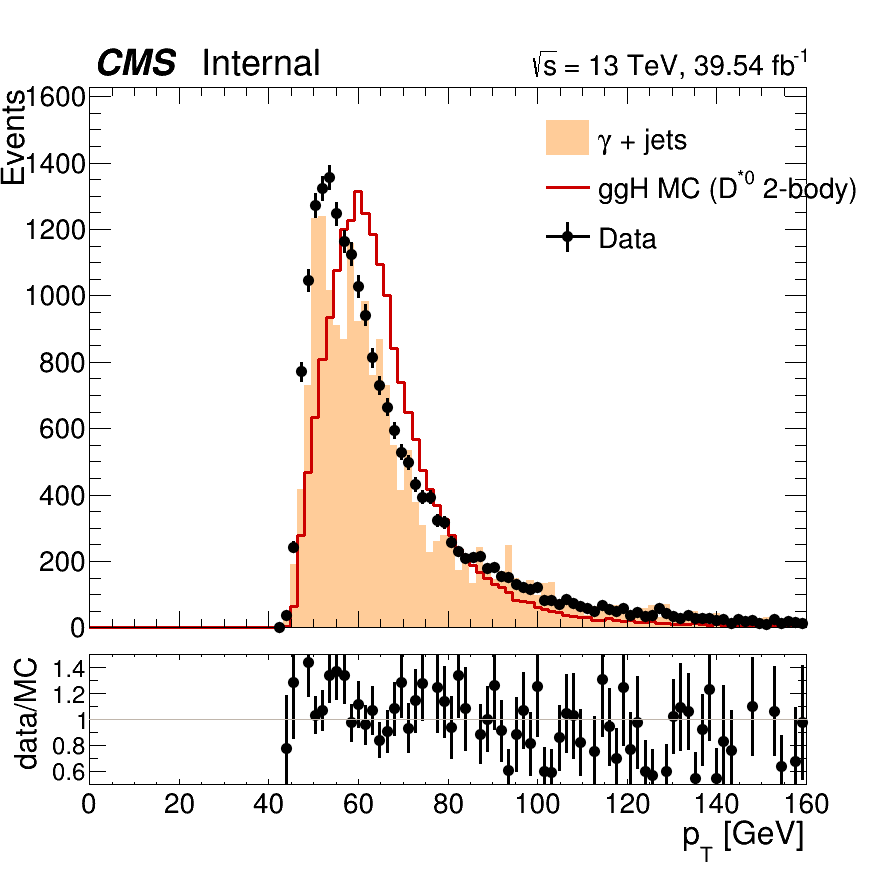 CMS Internal
√s = 13 TeV, 39.54 fb⁻¹
Events
1600
1400
1200
1000
800
600
400
200
0
γ + jets
ggH MC (D*⁰ 2-body)
Data
data/MC
1.4
1.2
1
0.8
0.6
0 20 40 60 80 100 120 140 160
p_T [GeV]